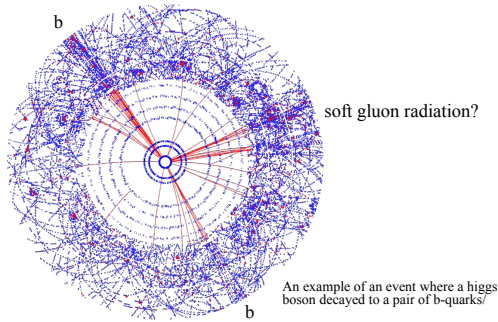 b
soft gluon radiation?
An example of an event where a higgs
boson decayed to a pair of b-quarks/
b